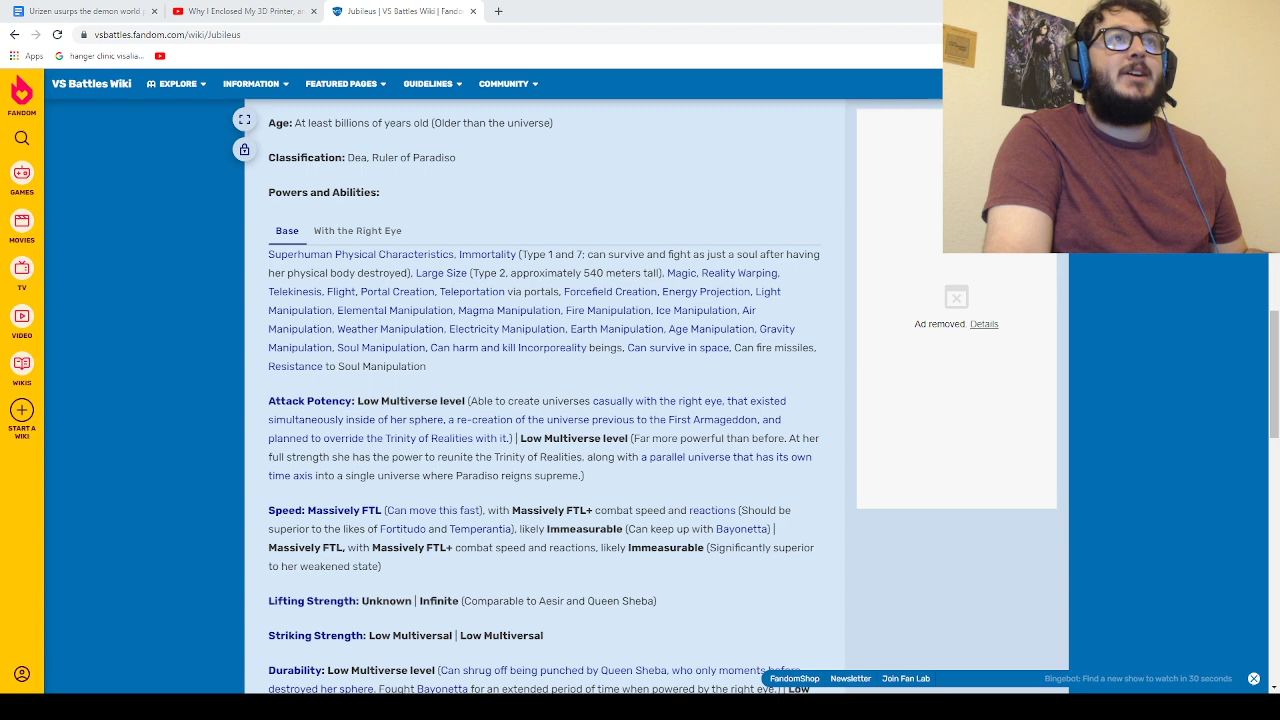 Urizen usurps the demon world
Why I Enclosed My 3D Printer, a
Jubileus | VS Battles Wiki | Fando
vsbattles.fandom.com/wiki/Jubileus
Apps
hanger clinic visalia...
FANDOM
GAMES
MOVIES
TV
VIDEO
WIKIS
START A
WIKI
VS Battles Wiki
EXPLORE
INFORMATION
FEATURED PAGES
GUIDELINES
COMMUNITY
Age: At least billions of years old (Older than the universe)
Classification: Dea, Ruler of Paradiso
Powers and Abilities:
Base
With the Right Eye
Superhuman Physical Characteristics, Immortality (Type 1 and 7; can survive and fight as just a soul after having
her physical body destroyed), Large Size (Type 2, approximately 540 meters tall), Magic, Reality Warping,
Telekinesis, Flight, Portal Creation, Teleportation via portals, Forcefield Creation, Energy Projection, Light
Manipulation, Elemental Manipulation, Magma Manipulation, Fire Manipulation, Ice Manipulation, Air
Manipulation, Weather Manipulation, Electricity Manipulation, Earth Manipulation, Age Manipulation, Gravity
Manipulation, Soul Manipulation, Can harm and kill Incorporeality beings, Can survive in space, Can fire missiles,
Resistance to Soul Manipulation
Attack Potency: Low Multiverse level (Able to create universes casually with the right eye, that existed
simultaneously inside of her sphere, a re-creation of the universe previous to the First Armageddon, and
planned to override the Trinity of Realities with it.) | Low Multiverse level (Far more powerful than before. At her
full strength she has the power to reunite the Trinity of Realities, along with a parallel universe that has its own
time axis into a single universe where Paradiso reigns supreme.)
Speed: Massively FTL (Can move this fast), with Massively FTL+ combat speed and reactions (Should be
superior to the likes of Fortitudo and Temperantia), likely Immeasurable (Can keep up with Bayonetta) |
Massively FTL, with Massively FTL+ combat speed and reactions, likely Immeasurable (Significantly superior
to her weakened state)
Lifting Strength: Unknown | Infinite (Comparable to Aesir and Queen Sheba)
Striking Strength: Low Multiversal | Low Multiversal
Durability: Low Multiverse level (Can shrug off being punched by Queen Sheba, who only moments before
destroyed her sphere. Fought Bayonetta for an extended period of time when powered by the right eye.) | Low
Ad removed. Details
FandomShop
Newsletter
Join Fan Lab
Bingebot: Find a new show to watch in 30 seconds